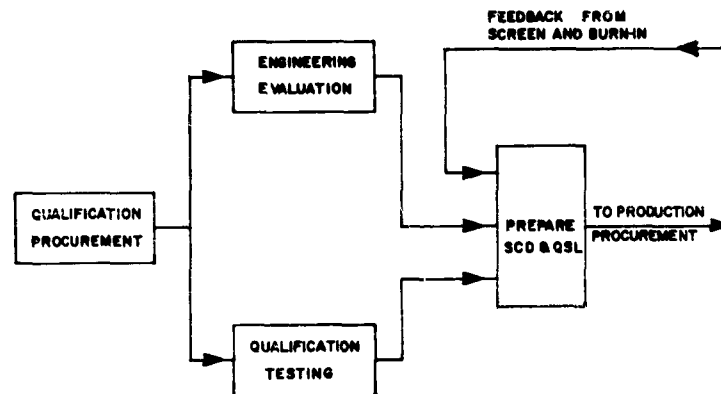 FEEDBACK FROM
SCREEN AND BURN-IN
ENGINEERING
EVALUATION
QUALIFICATION
PROCUREMENT
PREPARE
SCD & QSL
TO PRODUCTION
PROCUREMENT
QUALIFICATION
TESTING